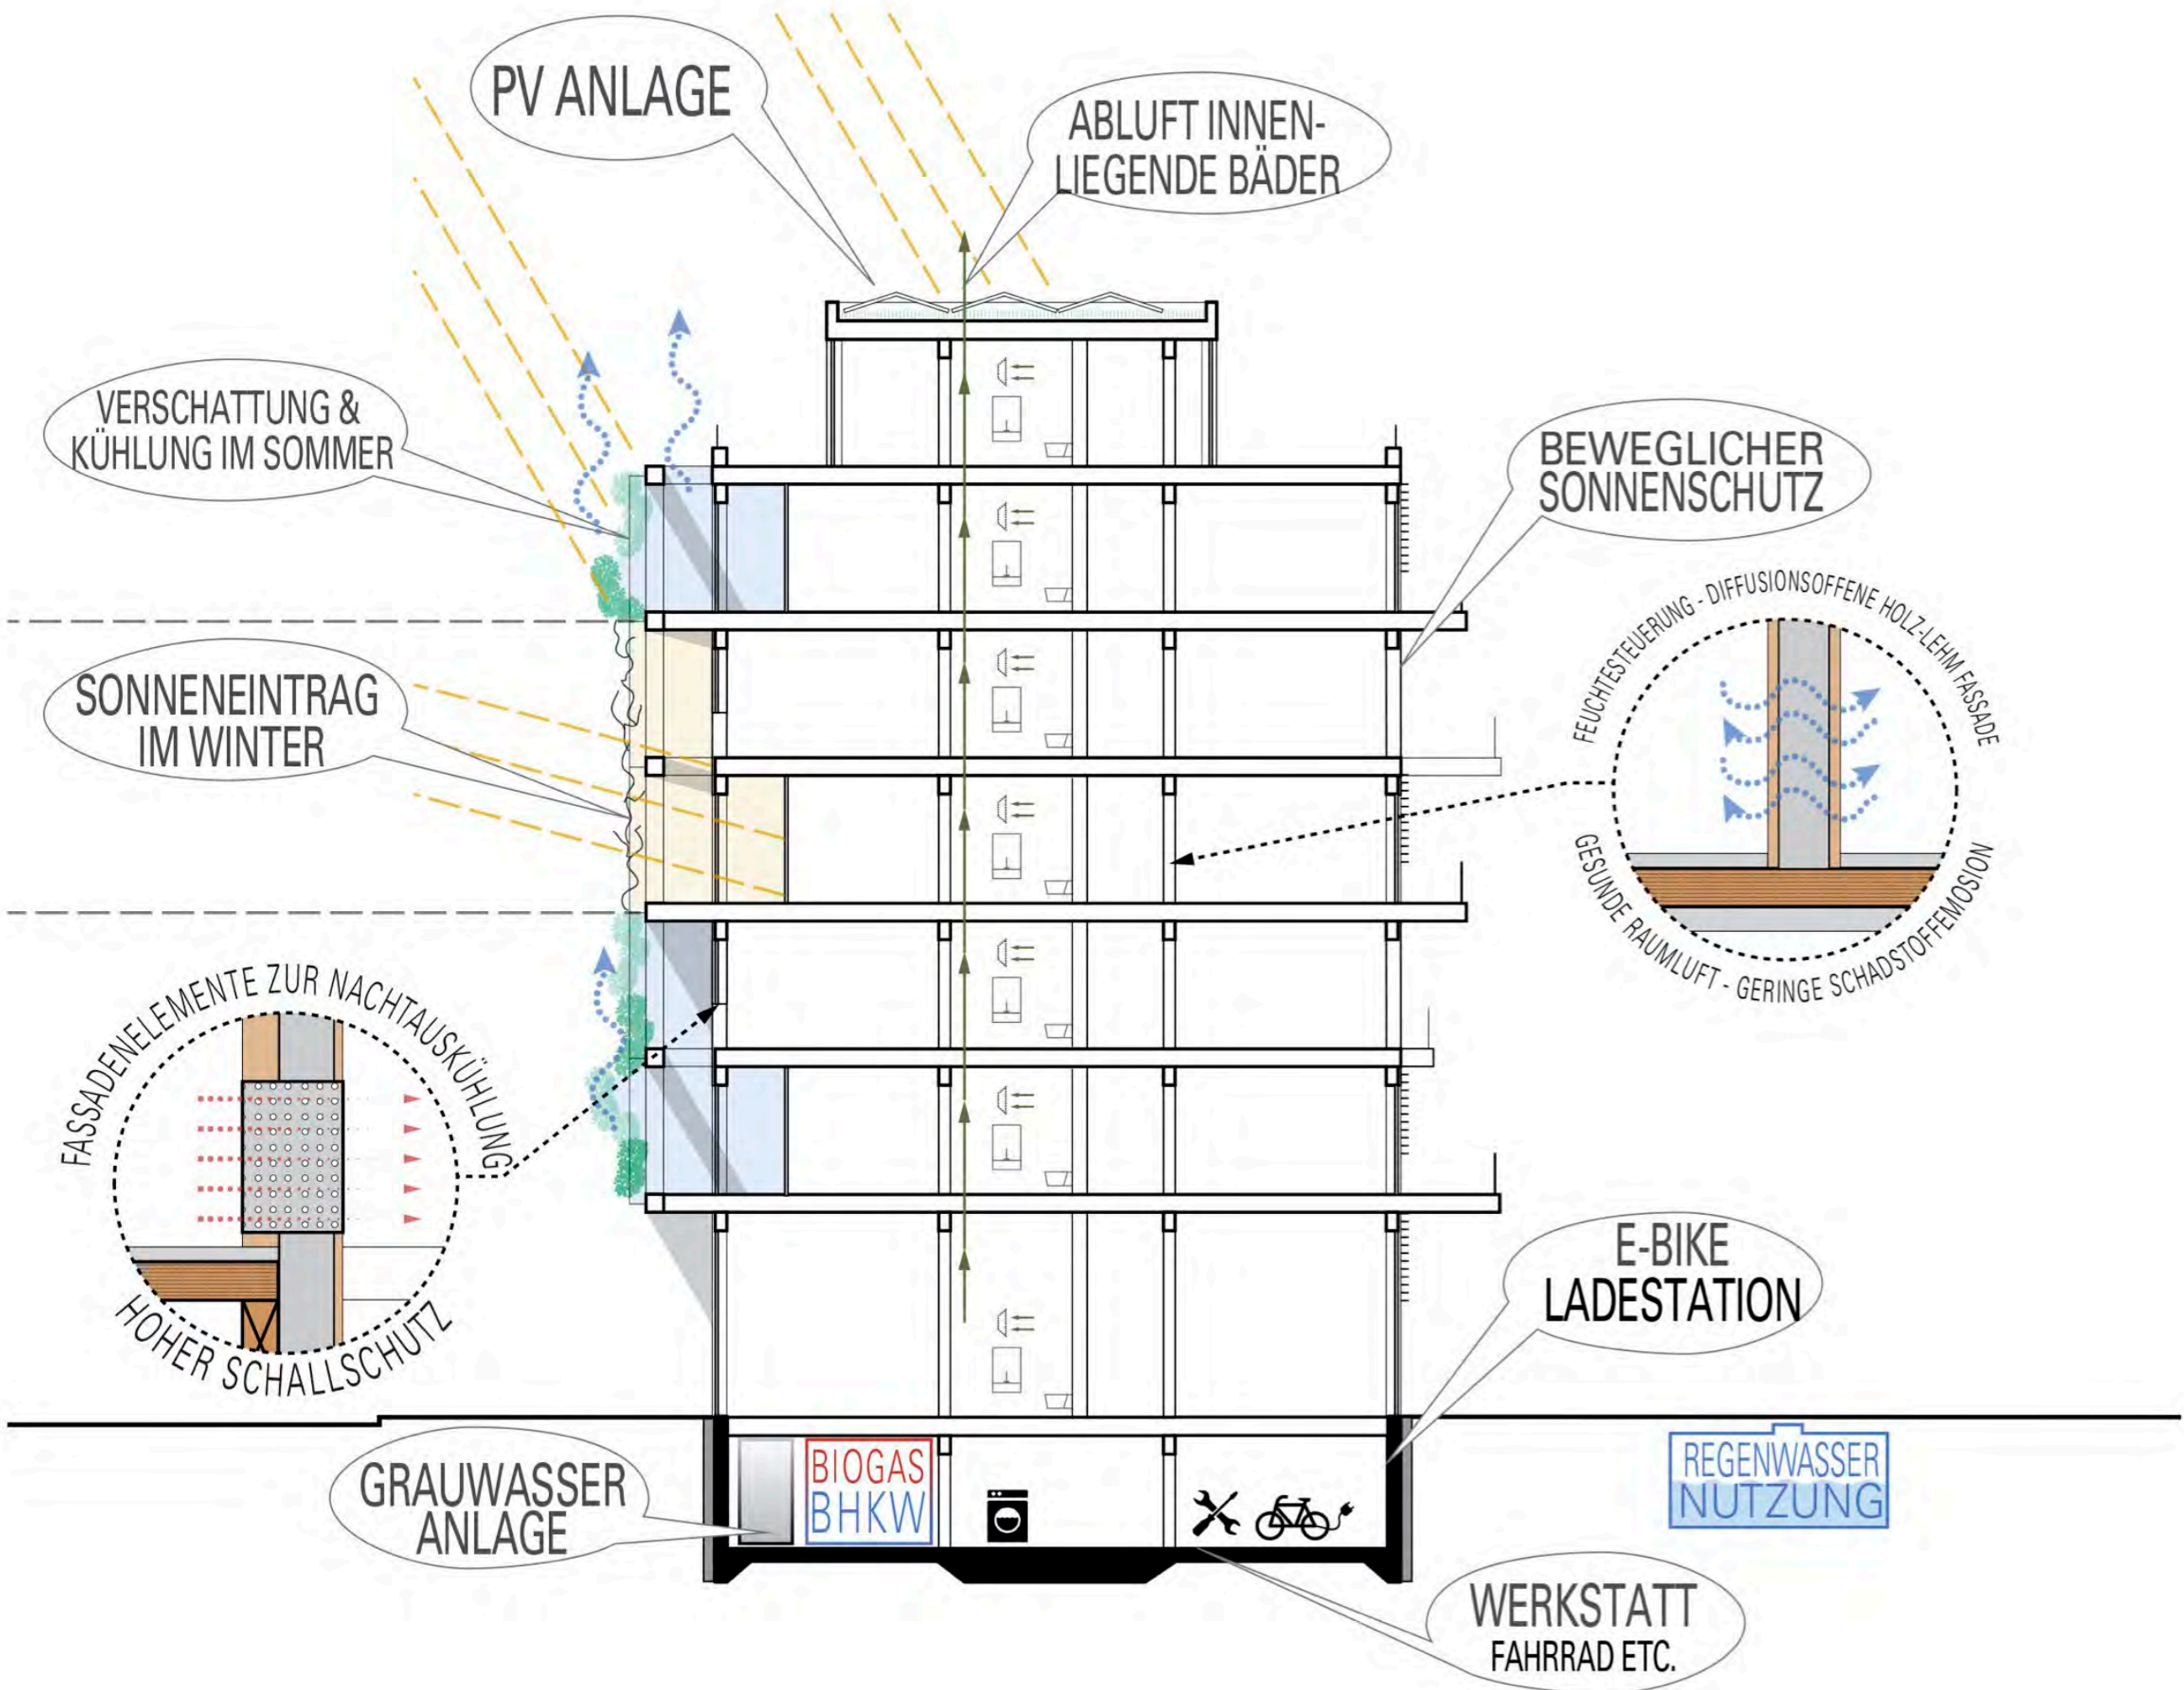 PV ANLAGE
ABLUFT INNEN-
LIEGENDE BÄDER
VERSCHATTUNG &
KÜHLUNG IM SOMMER
BEWEGLICHER
SONNENSCHUTZ
SONNENEINTRAG
IM WINTER
FEUCHTESTEUERUNG - DIFFUSIONSOFFENE HOLZ-LEHM FASSADE
GESUNDE RAUMLUFT - GERINGE SCHADSTOFFEMOSION
FASSADENELEMENTE ZUR NACHTAUSKÜHLUNG
HOHER SCHALLSCHUTZ
E-BIKE
LADESTATION
GRAUWASSER
ANLAGE
BIOGAS
BHKW
REGENWASSER
NUTZUNG
WERKSTATT
FAHRRAD ETC.